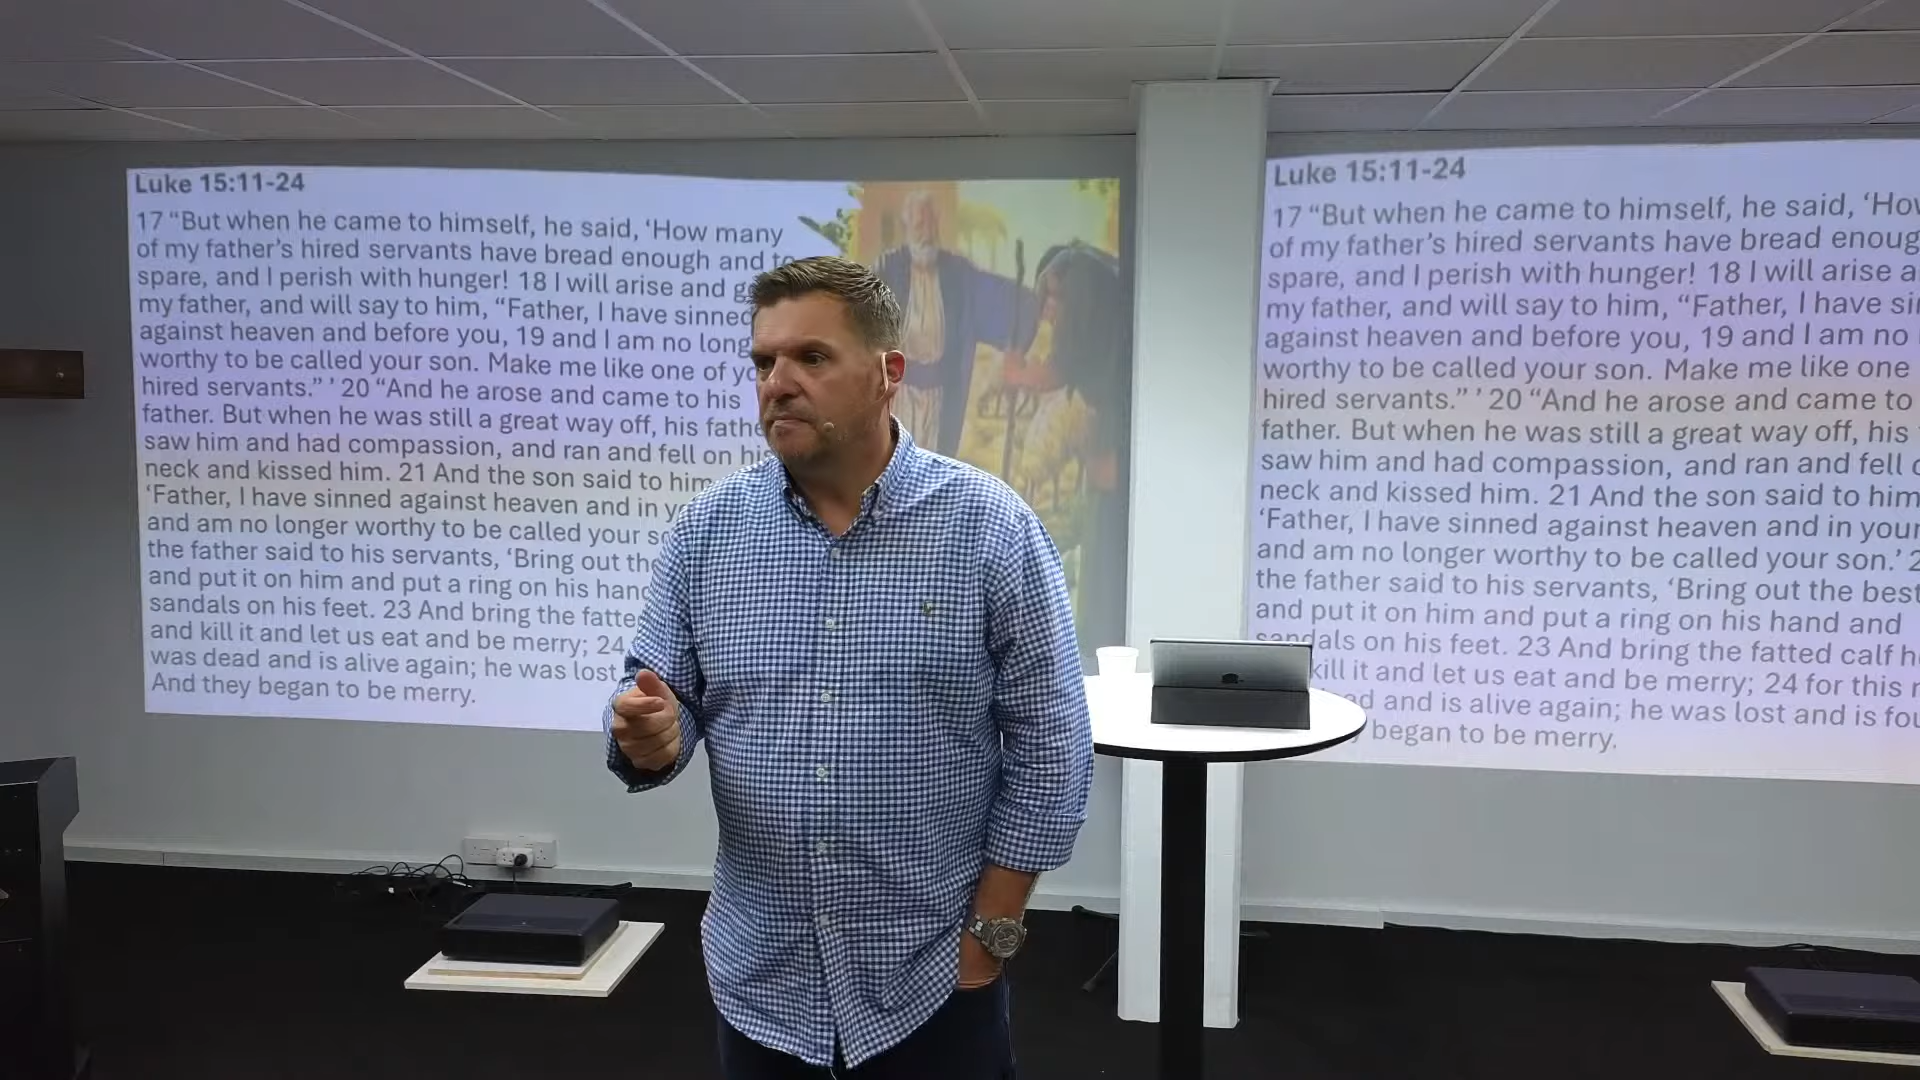 Luke 15:11-24
17 “But when he came to himself, he said, ‘How many
of my father’s hired servants have bread enough and to
spare, and I perish with hunger! 18 I will arise and
my father, and will say to him, “Father, I have sinned
against heaven and before you, 19 and I am no
worthy to be called your son. Make me like one of
hired servants.” ’ 20 “And he arose and came to his
father. But when he was still a great way off, his
saw him and had compassion, and ran and fell on his
neck and kissed him. 21 And the son said to him
‘Father, I have sinned against heaven and in
and am no longer worthy to be called your
the father said to his servants, ‘Bring out the
and put it on him and put a ring on his hand
sandals on his feet. 23 And bring the
and kill it and let us eat and be merry; 24
was dead and is alive again; he was lost
And they began to be merry.
Luke 15:11-24
17 “But when he came to himself, he said, ‘How
of my father’s hired servants have bread enough
spare, and I perish with hunger! 18 I will arise
my father, and will say to him, “Father, I have
against heaven and before you, 19 and I am no
worthy to be called your son. Make me like one
hired servants.” ’ 20 “And he arose and came to
father. But when he was still a great way off, his
saw him and had compassion, and ran and fell
neck and kissed him. 21 And the son said to him
‘Father, I have sinned against heaven and in your
and am no longer worthy to be called your son.’
the father said to his servants, ‘Bring out the best
and put it on him and put a ring on his hand and
sandals on his feet. 23 And bring the fatted calf
kill it and let us eat and be merry; 24 for this
and is alive again; he was lost and is
began to be merry.